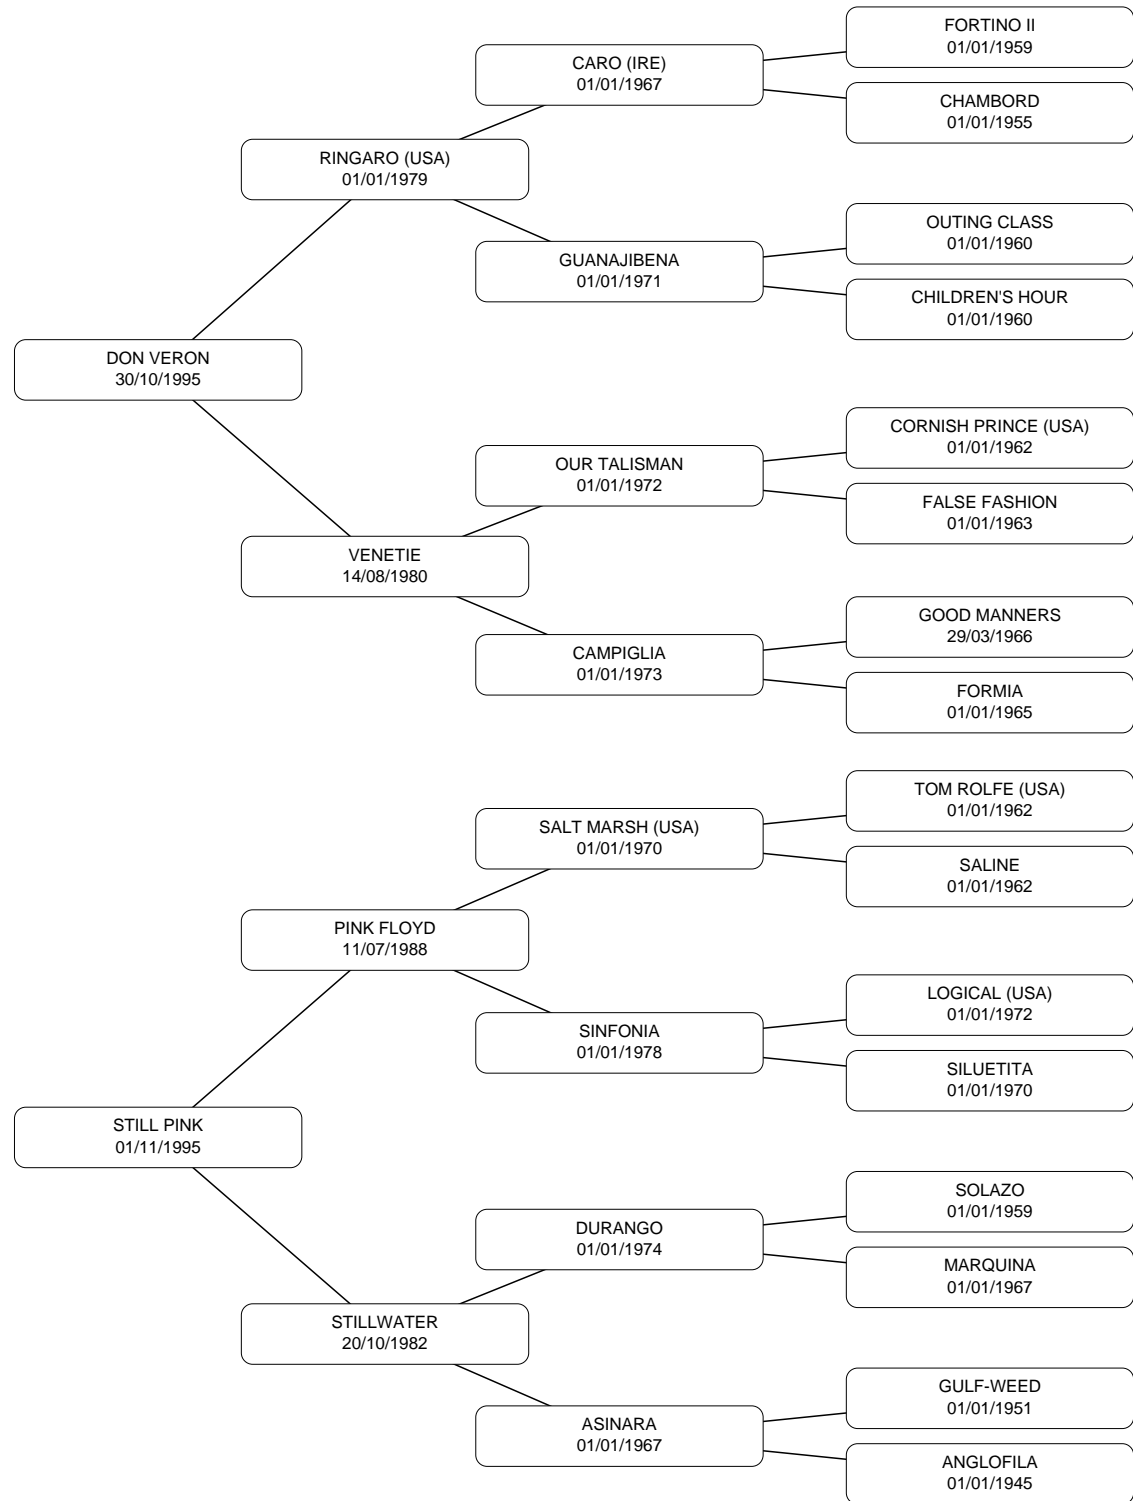 FORTINO II
01/01/1959
CARO (IRE)
01/01/1967
CHAMBORD
01/01/1955
RINGARO (USA)
01/01/1979
OUTING CLASS
01/01/1960
GUANAJIBENA
01/01/1971
CHILDREN'S HOUR
01/01/1960
DON VERON
30/10/1995
CORNISH PRINCE (USA)
01/01/1962
OUR TALISMAN
01/01/1972
FALSE FASHION
01/01/1963
VENETIE
14/08/1980
GOOD MANNERS
29/03/1966
CAMPIGLIA
01/01/1973
FORMIA
01/01/1965
TOM ROLFE (USA)
01/01/1962
SALT MARSH (USA)
01/01/1970
SALINE
01/01/1962
PINK FLOYD
11/07/1988
LOGICAL (USA)
01/01/1972
SINFONIA
01/01/1978
SILUETITA
01/01/1970
STILL PINK
01/11/1995
SOLAZO
01/01/1959
DURANGO
01/01/1974
MARQUINA
01/01/1967
STILLWATER
20/10/1982
GULF-WEED
01/01/1951
ASINARA
01/01/1967
ANGLOFILA
01/01/1945